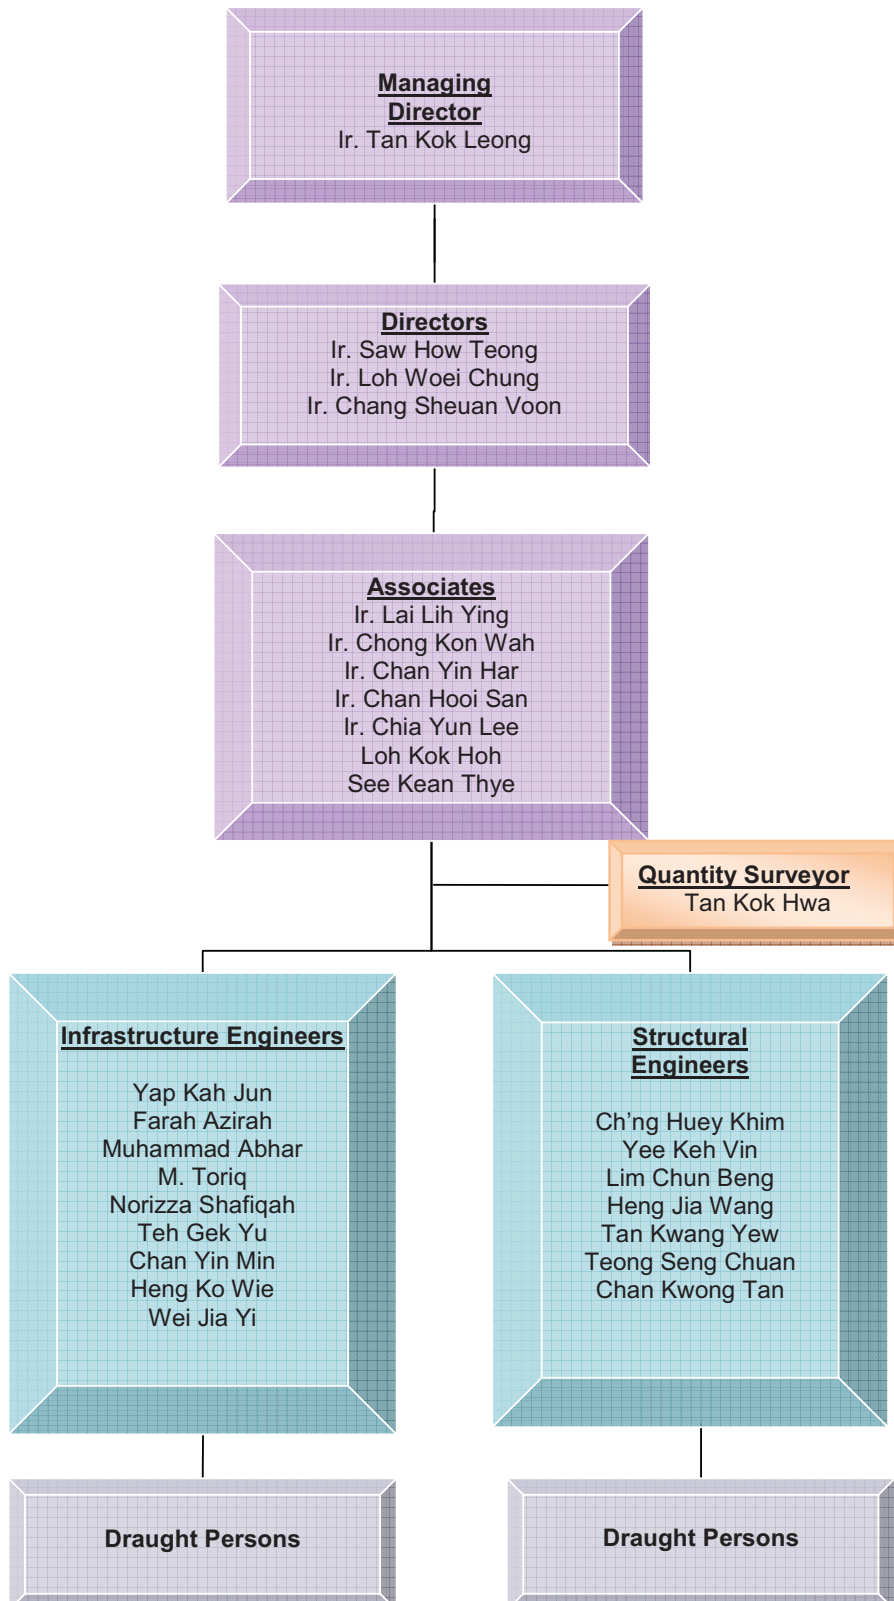 Managing
Director
Ir. Tan Kok Leong
Directors
Ir. Saw How Teong
Ir. Loh Woei Chung
Ir. Chang Sheuan Voon
Associates
Ir. Lai Lih Ying
Ir. Chong Kon Wah
Ir. Chan Yin Har
Ir. Chan Hooi San
Ir. Chia Yun Lee
Loh Kok Hoh
See Kean Thye
Quantity Surveyor
Tan Kok Hwa
Infrastructure Engineers
Yap Kah Jun
Farah Azirah
Muhammad Abhar
M. Toriq
Norizza Shafiqah
Teh Gek Yu
Chan Yin Min
Heng Ko Wie
Wei Jia Yi
Structural
Engineers
Ch’ng Huey Khim
Yee Keh Vin
Lim Chun Beng
Heng Jia Wang
Tan Kwang Yew
Teong Seng Chuan
Chan Kwong Tan
Draught Persons
Draught Persons